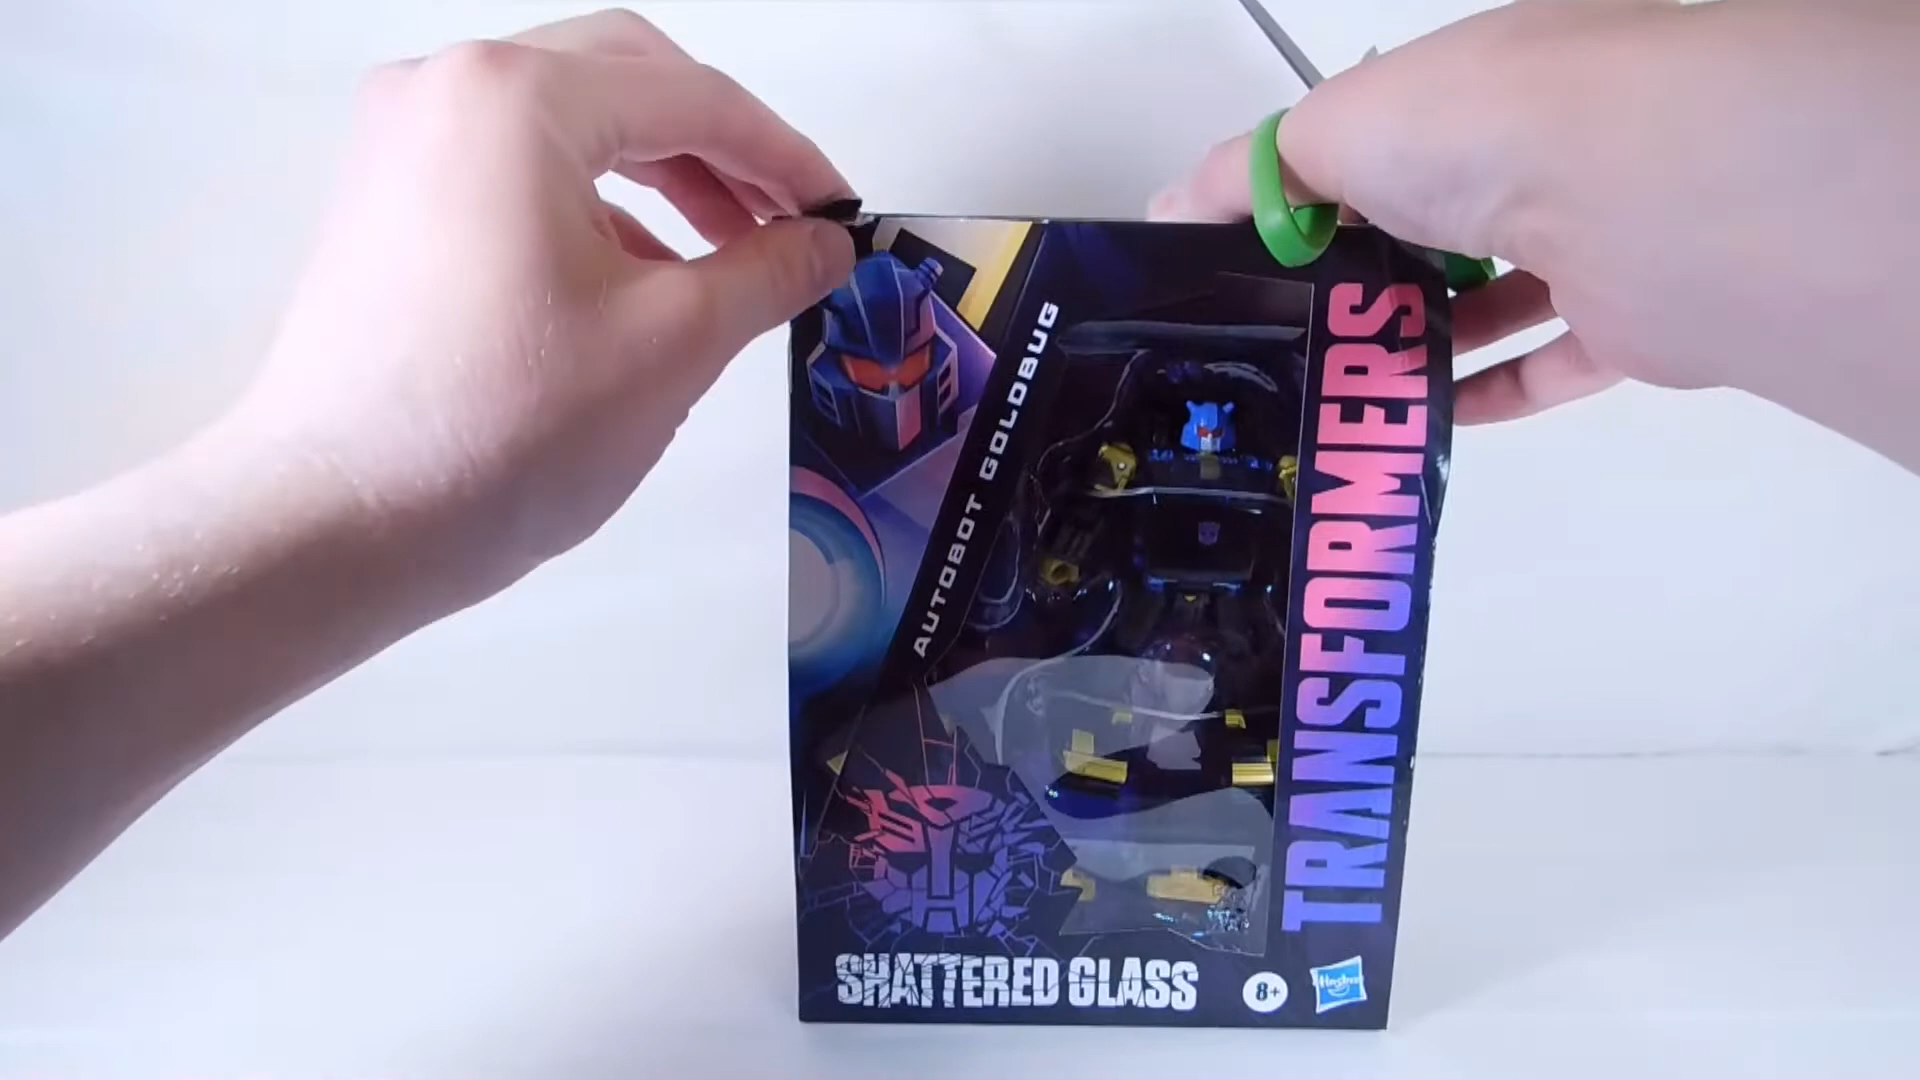 AUTOBOT GOLDBUG
TRANSFORMERS
SHATTERED GLASS
8+
Hasbro